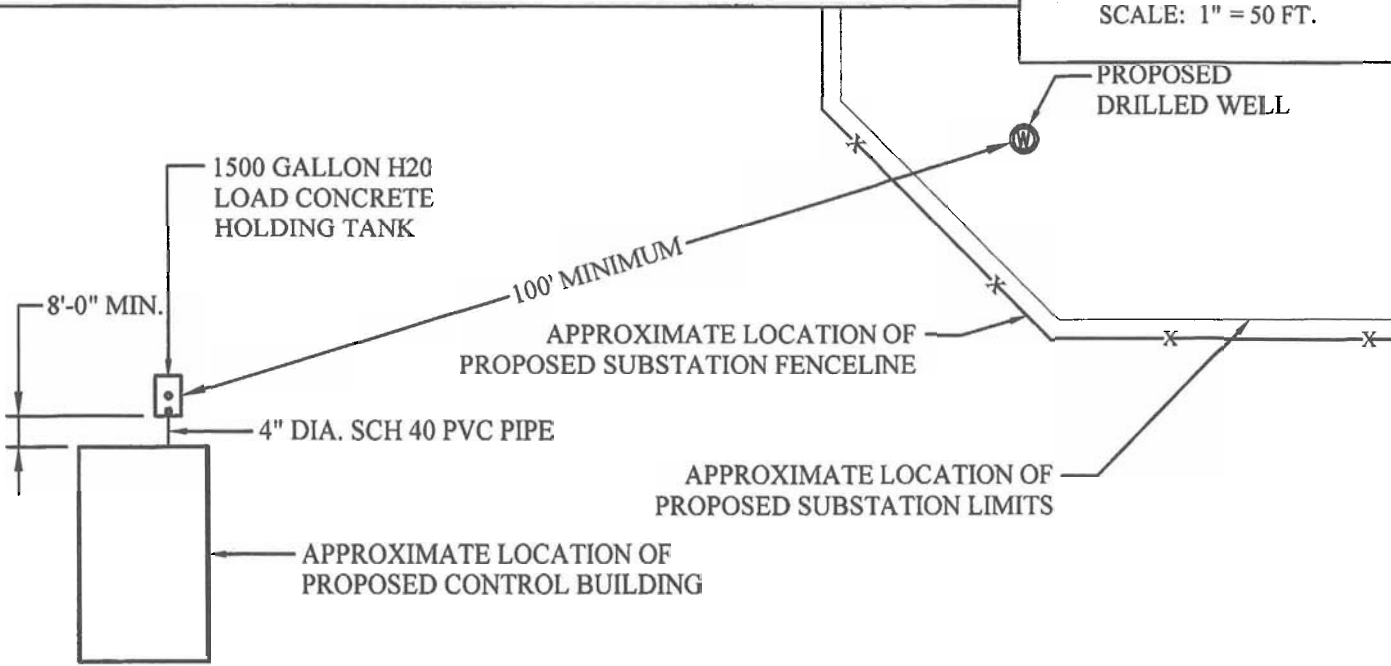 SCALE: 1" = 50 FT.
PROPOSED
DRILLED WELL
W
1500 GALLON H20
LOAD CONCRETE
HOLDING TANK
100' MINIMUM
8'-0" MIN.
APPROXIMATE LOCATION OF
PROPOSED SUBSTATION FENCELINE
X
X
X
X
4" DIA. SCH 40 PVC PIPE
APPROXIMATE LOCATION OF
PROPOSED SUBSTATION LIMITS
APPROXIMATE LOCATION OF
PROPOSED CONTROL BUILDING